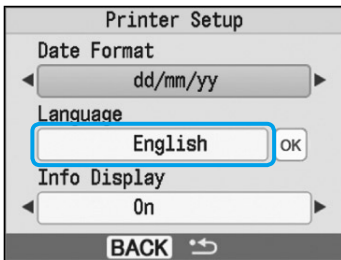 Printer Setup
Date Format
dd/mm/yy
Language
English OK
Info Display
On
BACK